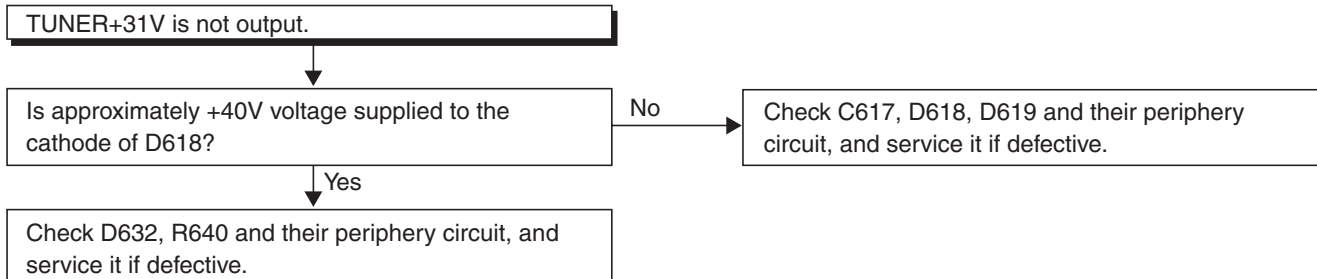 TUNER+31V is not output.
Is approximately +40V voltage supplied to the
cathode of D618?
No
Check C617, D618, D619 and their periphery
circuit, and service it if defective.
Yes
Check D632, R640 and their periphery circuit, and
service it if defective.